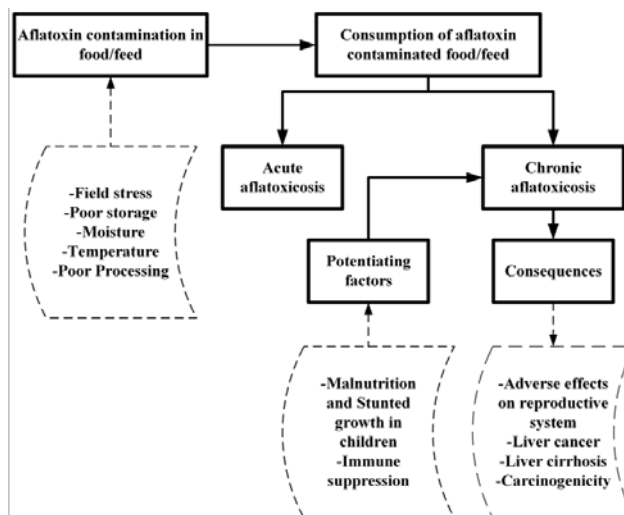 Aflatoxin contamination in
food/feed
Consumption of aflatoxin
contaminated food/feed
Acute
aflatoxicosis
Chronic
aflatoxicosis
-Field stress
-Poor storage
-Moisture
-Temperature
-Poor Processing
Potentiating
factors
Consequences
-Malnutrition
and Stunted
growth in
children
-Immune
suppression
-Adverse effects
on reproductive
system
-Liver cancer
-Liver cirrhosis
-Carcinogenicity